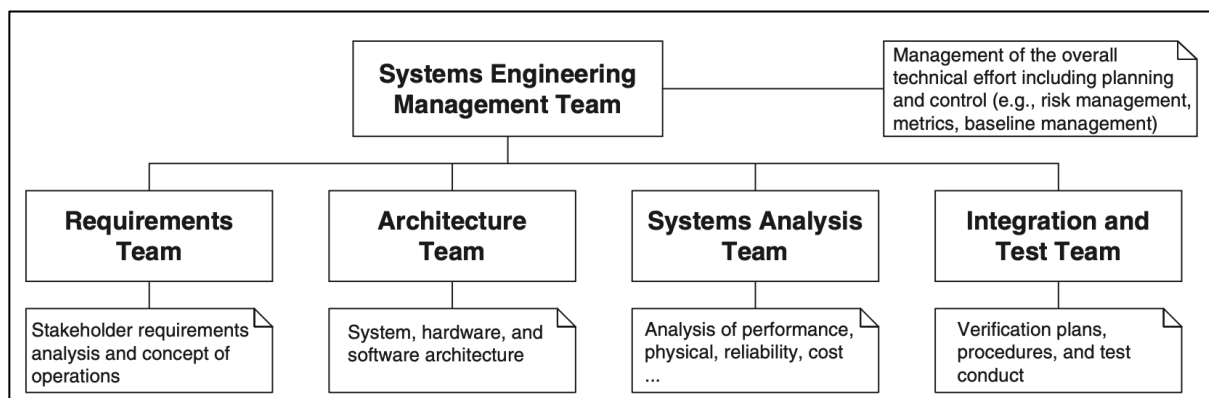 Systems Engineering
Management Team
Management of the overall
technical effort including planning
and control (e.g., risk management,
metrics, baseline management)
Requirements
Team
Architecture
Team
Systems Analysis
Team
Integration and
Test Team
Stakeholder requirements
analysis and concept of
operations
System, hardware, and
software architecture
Analysis of performance,
physical, reliability, cost
...
Verification plans,
procedures, and test
conduct